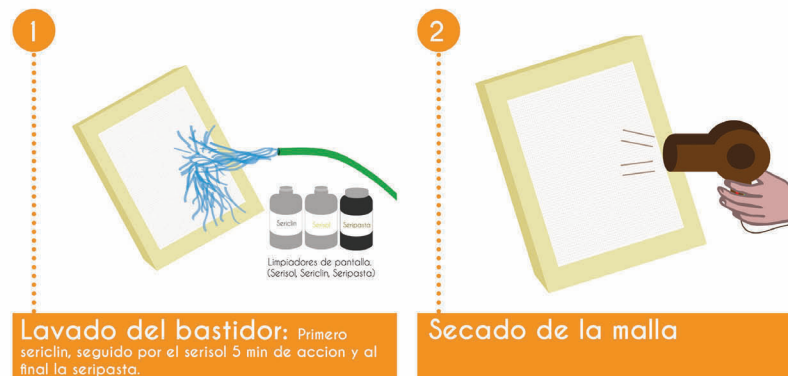 1
Sericlin
Serisol
Seripasta
Limpiadores de pantalla.
(Serisol, Sericlin, Seripasta)
Lavado del bastidor: Primero
sericlin, seguido por el serisol 5 min de accion y al
final la seripasta.
2
Secado de la malla